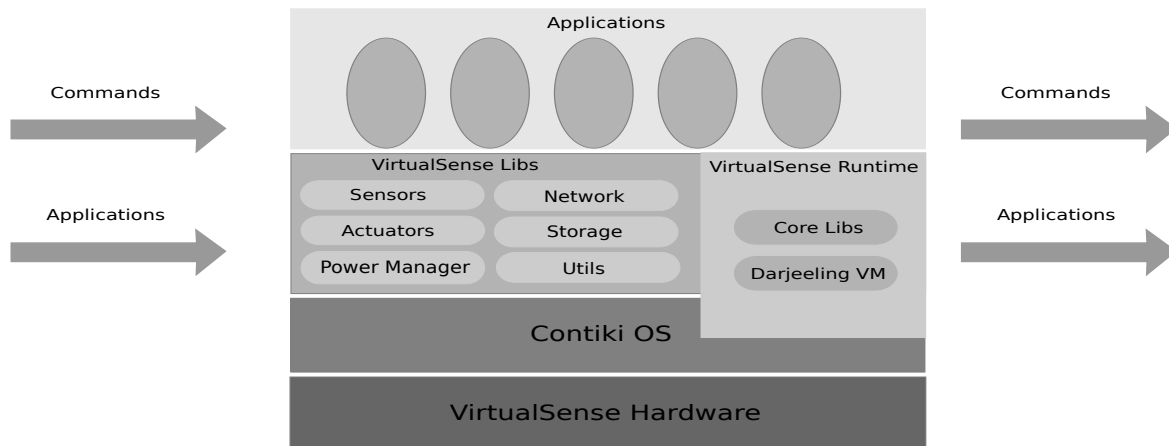 Applications
Commands
Applications
VirtualSense Libs
Sensors
Network
Actuators
Storage
Power Manager
Utils
VirtualSense Runtime
Core Libs
Darjeeling VM
Contiki OS
VirtualSense Hardware
Commands
Applications